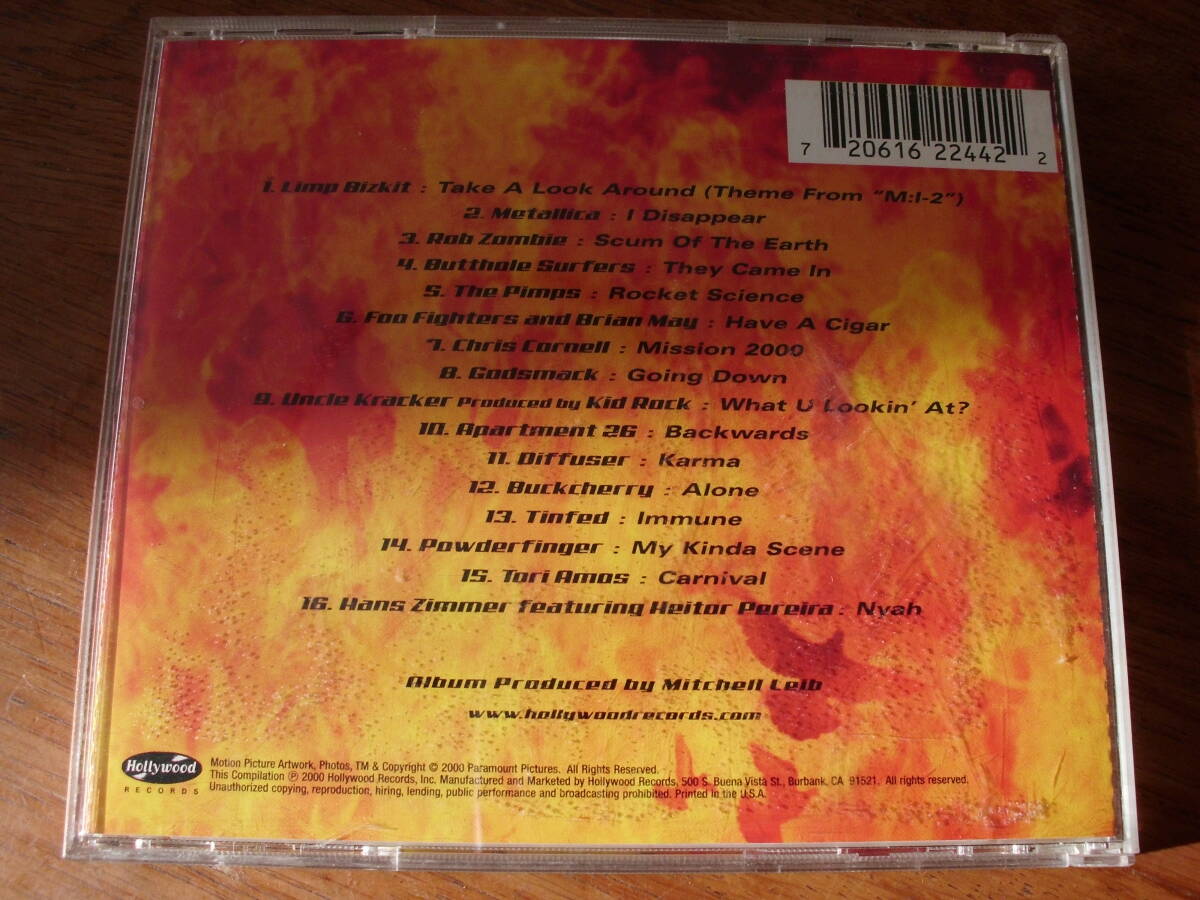 7 20616 22442 2
1. Limp Bizkit : Take A Look Around (Theme From "M:I-2")
2. Metallica : I Disappear
3. Rob Zombie : Scum Of The Earth
4. Butthole Surfers : They Came In
5. The Pimps : Rocket Science
6. Foo Fighters and Brian May : Have A Cigar
7. Chris Cornell : Mission 2000
8. Godsmack : Going Down
9. Uncle Kracker Produced by Kid Rock : What U Lookin' At?
10. Apartment 26 : Backwards
11. Diffuser : Karma
12. Buckcherry : Alone
13. Tinfed : Immune
14. Powderfinger : My Kinda Scene
15. Tori Amos : Carnival
16. Hans Zimmer featuring Heitor Pereira : Nyah
Album Produced by Mitchell Leib
www.hollywoodrecords.com
Hollywood
RECORDS
Motion Picture Artwork, Photos, TM & Copyright © 2000 Paramount Pictures. All Rights Reserved.
This Compilation ℗ 2000 Hollywood Records, Inc. Manufactured and Marketed by Hollywood Records, 500 S. Buena Vista St., Burbank, CA 91521. All rights reserved.
Unauthorized copying, reproduction, hiring, lending, public performance and broadcasting prohibited. Printed in the U.S.A.